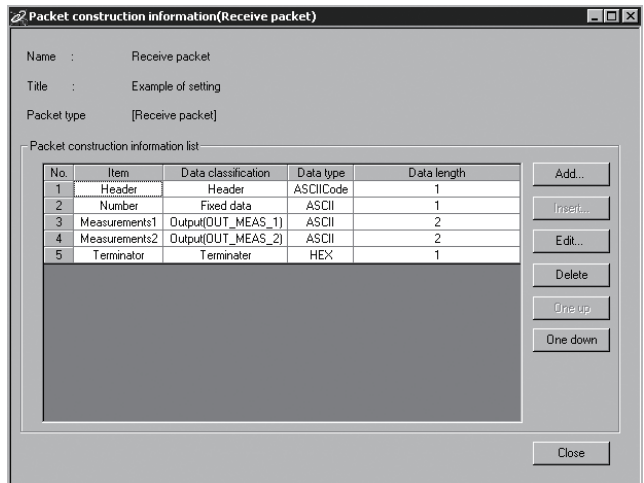 Packet construction information(Receive packet)
Name : Receive packet
Title : Example of setting
Packet type [Receive packet]
Packet construction information list
No. Item Data classification Data type Data length
1 Header Header ASCIICode 1
2 Number Fixed data ASCII 1
3 Measurements1 Output(OUT_MEAS_1) ASCII 2
4 Measurements2 Output(OUT_MEAS_2) ASCII 2
5 Terminator Terminater HEX 1
Add...
Insert...
Edit...
Delete
One up
One down
Close